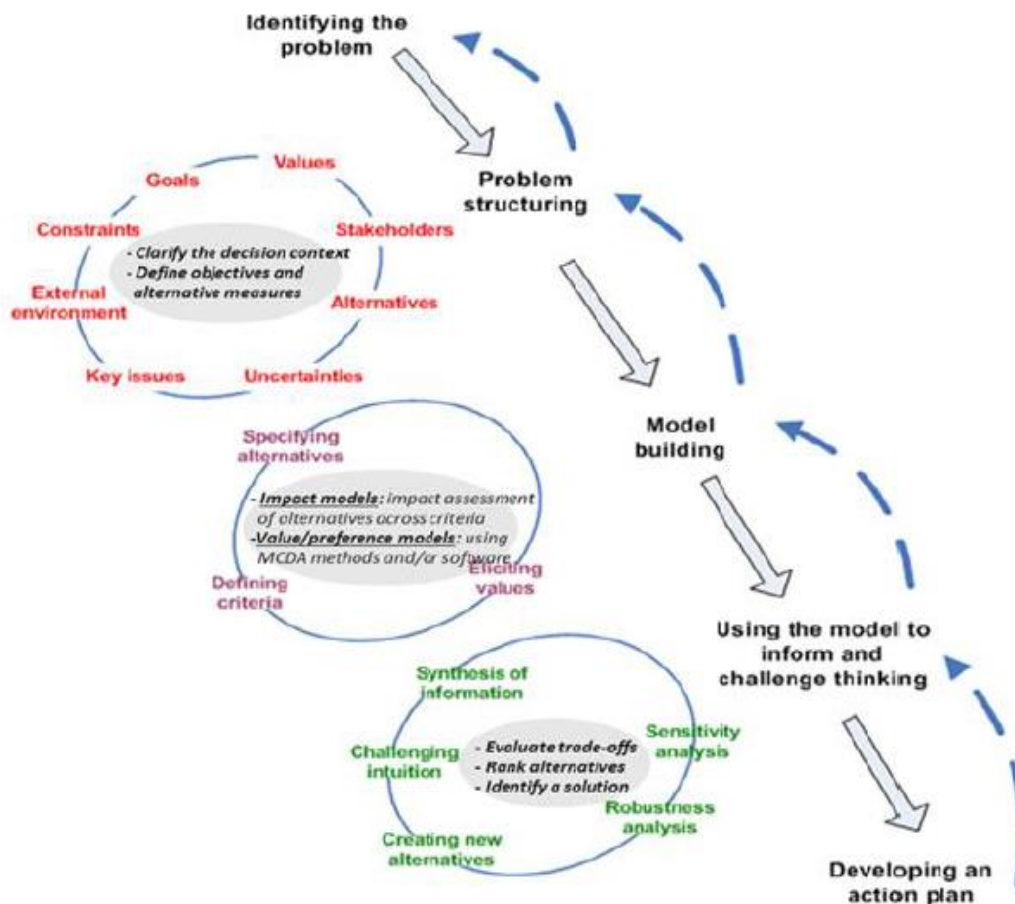 Identifying the
problem
Problem
structuring
Values
Goals
Constraints
Stakeholders
- Clarify the decision context
- Define objectives and
alternative measures
External
environment
Alternatives
Key issues
Uncertainties
Model
building
Specifying
alternatives
- Impact models: impact assessment
of alternatives across criteria
-Value/preference models: using
MCDA methods and/or software
Defining
criteria
Eliciting
values
Using the model to
inform and
challenge thinking
Synthesis of
information
Challenging
intuition
Sensitivity
analysis
- Evaluate trade-offs
- Rank alternatives
- Identify a solution
Robustness
analysis
Creating new
alternatives
Developing an
action plan